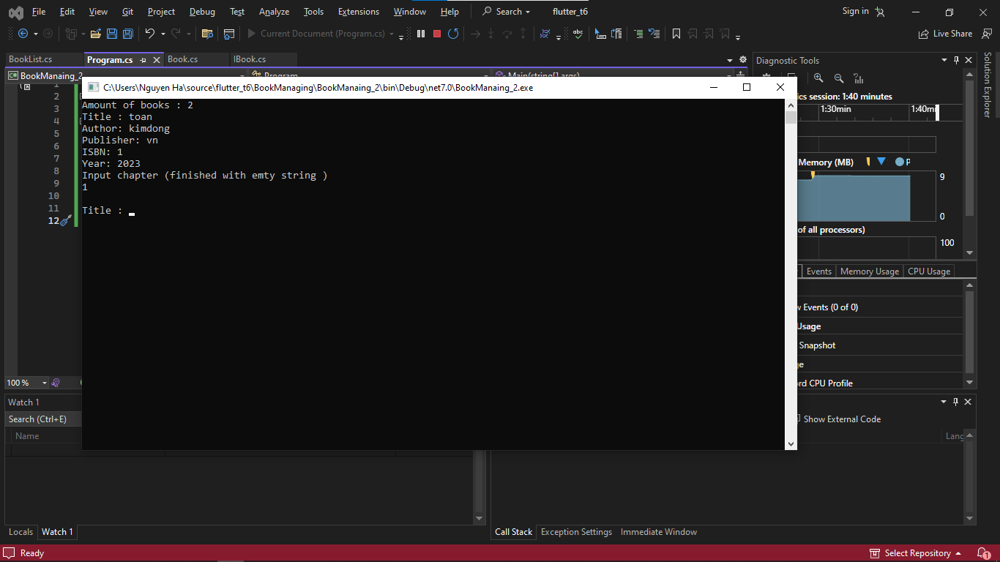 File Edit View Git Project Debug Test Analyze Tools Extensions Window Help Search flutter_t6 Sign in
Current Document (Program.cs) Live Share
BookList.cs Program.cs Book.cs IBook.cs
BookManaing_2 Program Main(string[] args)
C:\Users\Nguyen Ha\source\flutter_t6\BookManaging\BookManaing_2\bin\Debug\net7.0\BookManaing_2.exe
1
2
3
4
5
6
7
8
9
10
11
12
Amount of books : 2
Title : toan
Author: kimdong
Publisher: vn
ISBN: 1
Year: 2023
Input chapter (finished with emty string )
1
Title :
Diagnostic Tools
cs session: 1:40 minutes
1:30min 1:40mi
Memory (MB) P
9
0
of all processors)
100
Events Memory Usage CPU Usage
Events (0 of 0)
Usage
Snapshot
ge
rd CPU Profile
Solution Explorer
100 %
Watch 1
Search (Ctrl+E)
Name
Show External Code
Lang
Locals Watch 1
Call Stack Exception Settings Immediate Window
Ready Select Repository 1